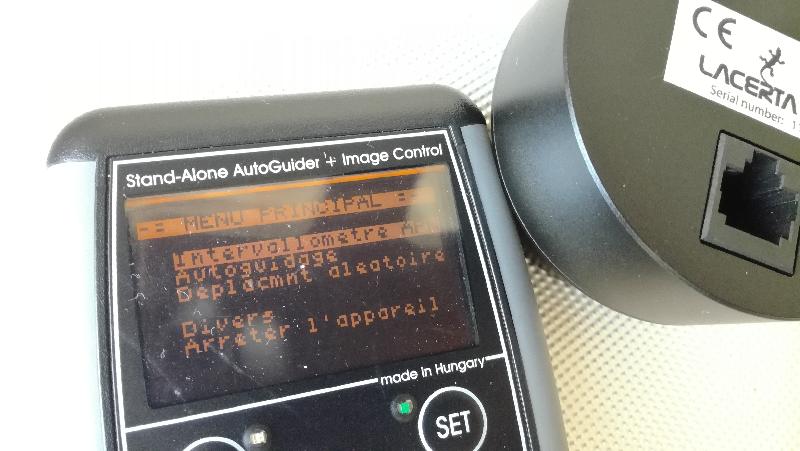 CE
LACERTA
Serial number: 1
Stand-Alone AutoGuider + Image Control
-= MENU PRINCIPAL =-
Intervallometre
Autoguidage
Deplacmnt aleatoire
Divers
Arreter l'appareil
made in Hungary
SET